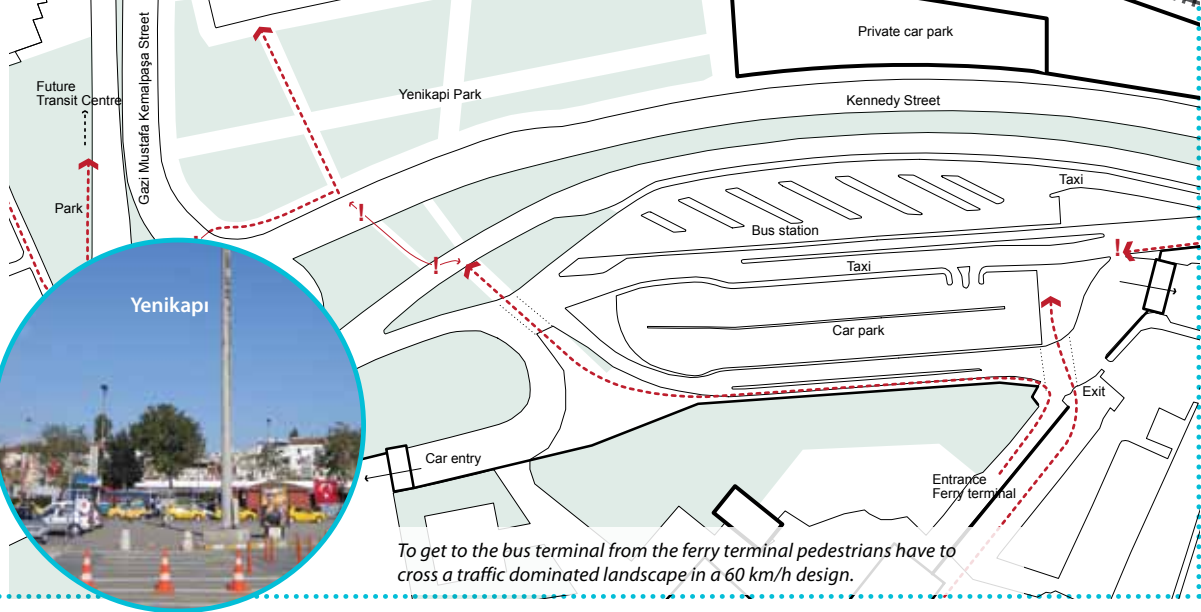 Private car park
Future
Transit Centre
Gazi Mustafa Kemalpaşa Street
Yenikapi Park
Kennedy Street
Park
Taxi
Bus station
!
!
!
Taxi
Yenikapı
Car park
Exit
Car entry
Entrance
Ferry terminal
To get to the bus terminal from the ferry terminal pedestrians have to
cross a traffic dominated landscape in a 60 km/h design.